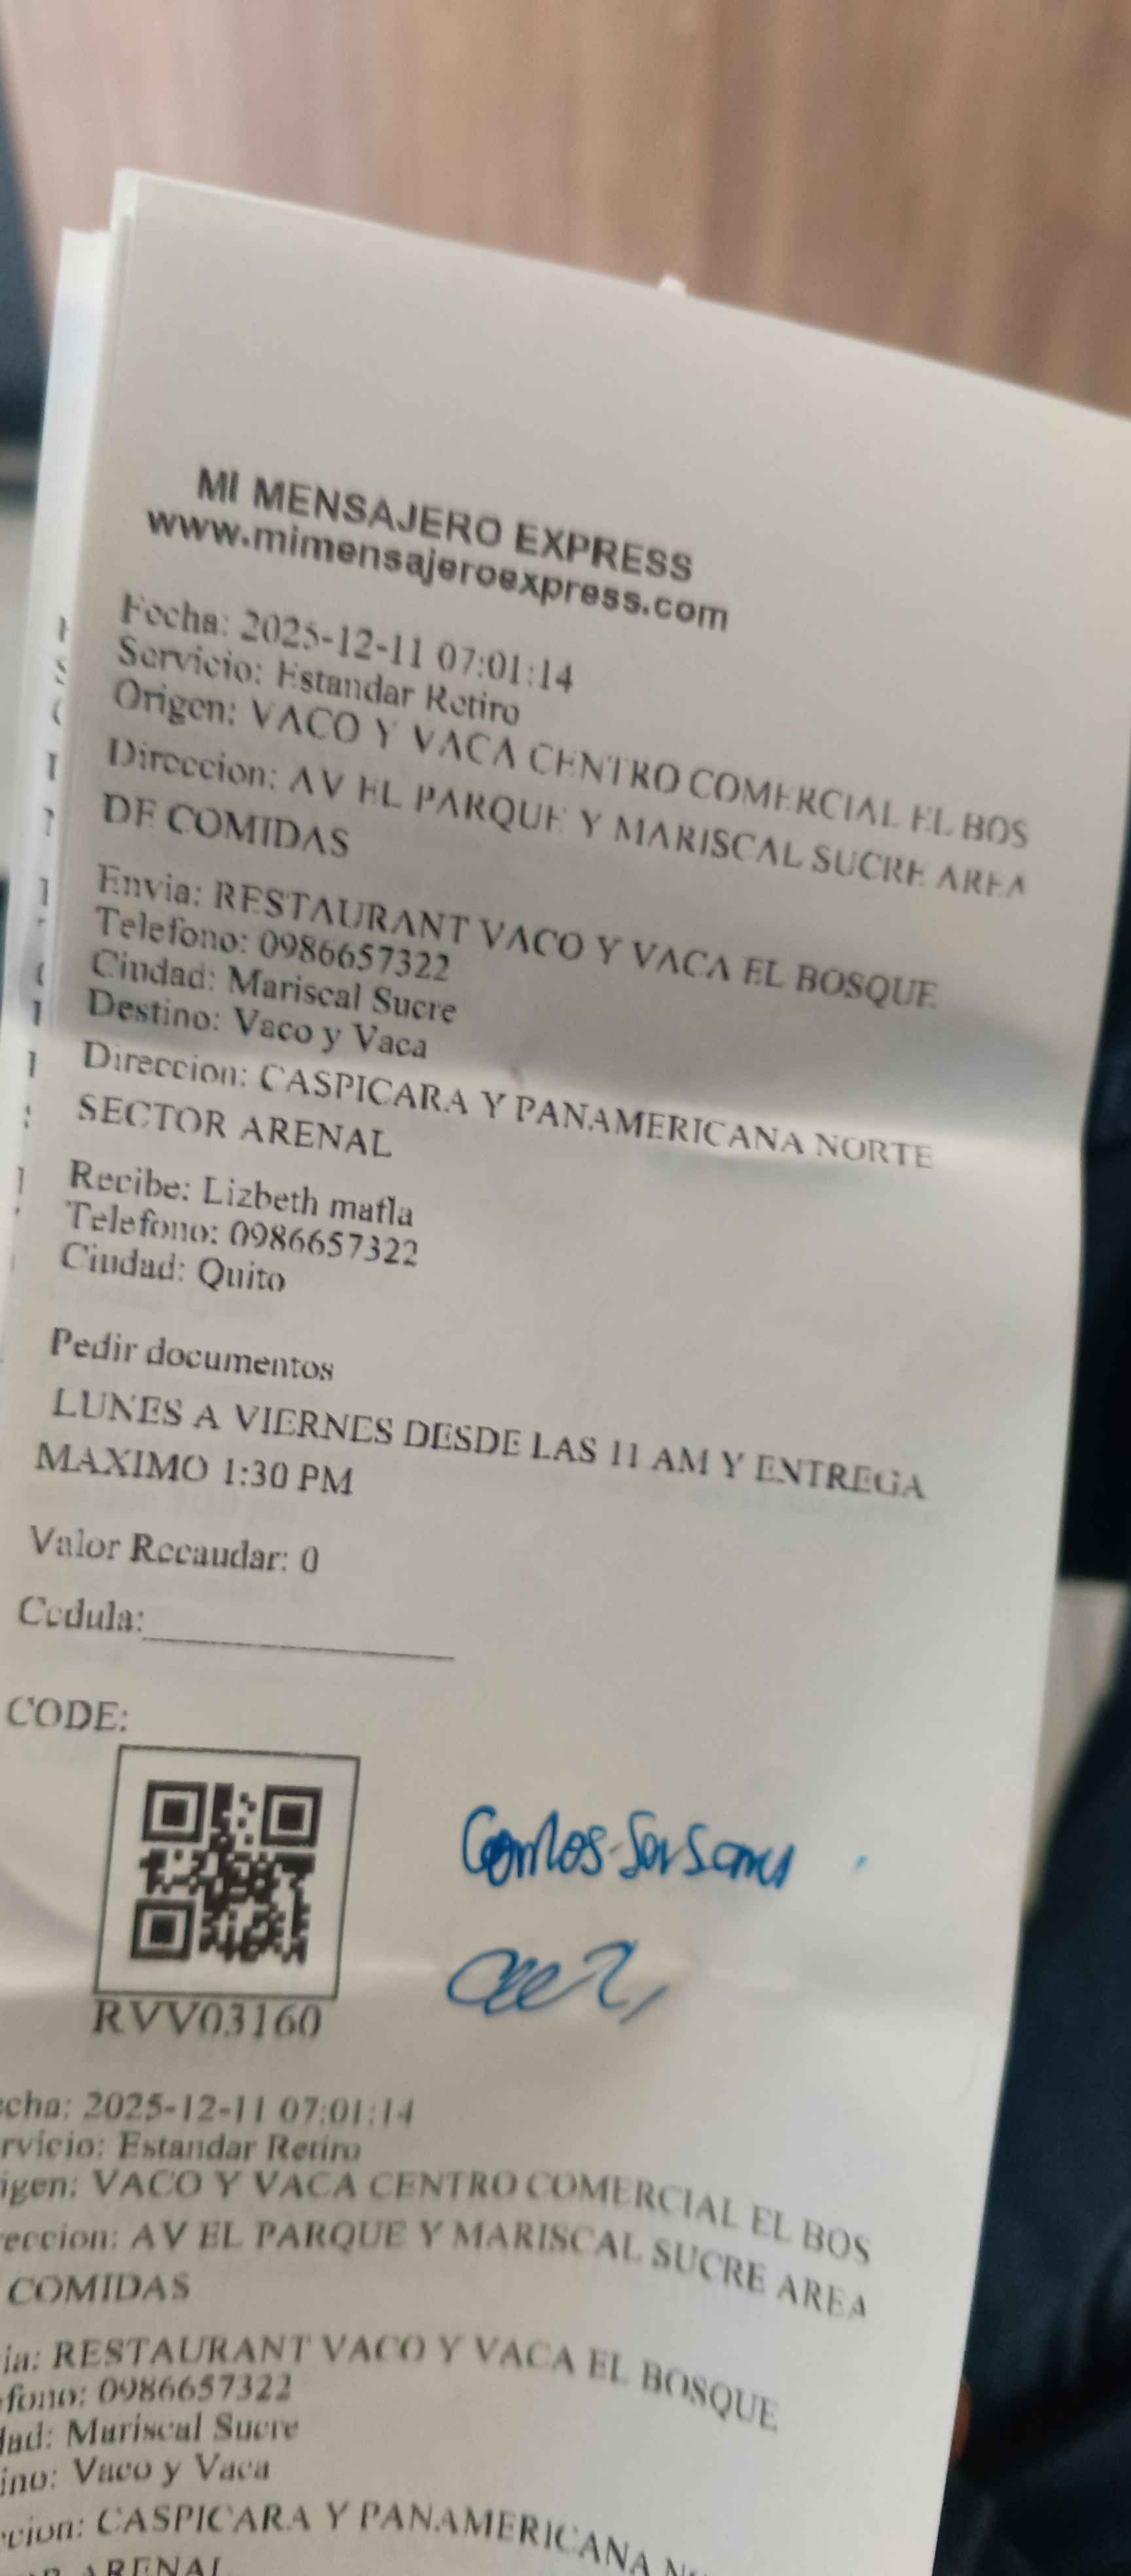 MI MENSAJERO EXPRESS
www.mimensajeroexpress.com
Fecha: 2025-12-11 07:01:14
Servicio: Estandar Retiro
Origen: VACO Y VACA CENTRO COMERCIAL EL BOS
Direccion: AV EL PARQUE Y MARISCAL SUCRE AREA
DE COMIDAS
Envia: RESTAURANT VACO Y VACA EL BOSQUE
Telefono: 0986657322
Ciudad: Mariscal Sucre
Destino: Vaco y Vaca
Direccion: CASPICARA Y PANAMERICANA NORTE
SECTOR ARENAL
Recibe: Lizbeth mafla
Telefono: 0986657322
Ciudad: Quito
Pedir documentos
LUNES A VIERNES DESDE LAS 11 AM Y ENTREGA
MAXIMO 1:30 PM
Valor Recaudar: 0
Cedula:
CODE:
RVV03160
cha: 2025-12-11 07:01:14
rvicio: Estandar Retiro
igen: VACO Y VACA CENTRO COMERCIAL EL BOS
reccion: AV EL PARQUE Y MARISCAL SUCRE AREA
COMIDAS
ia: RESTAURANT VACO Y VACA EL BOSQUE
fono: 0986657322
dad: Mariscal Sucre
ino: Vaco y Vaca
ccion: CASPICARA Y PANAMERICANA
ARENAL